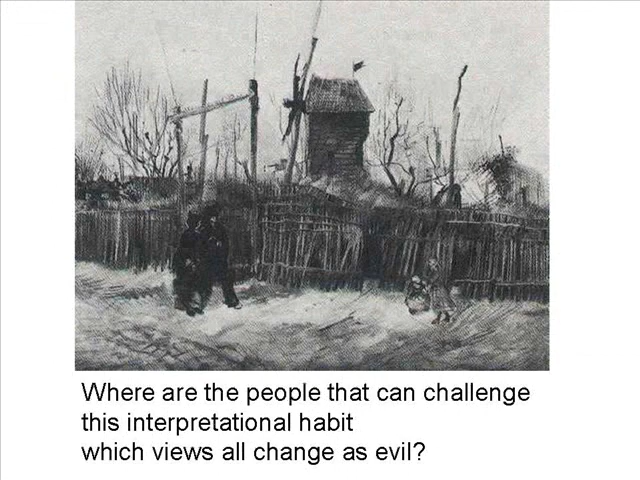 Where are the people that can challenge
this interpretational habit
which views all change as evil?